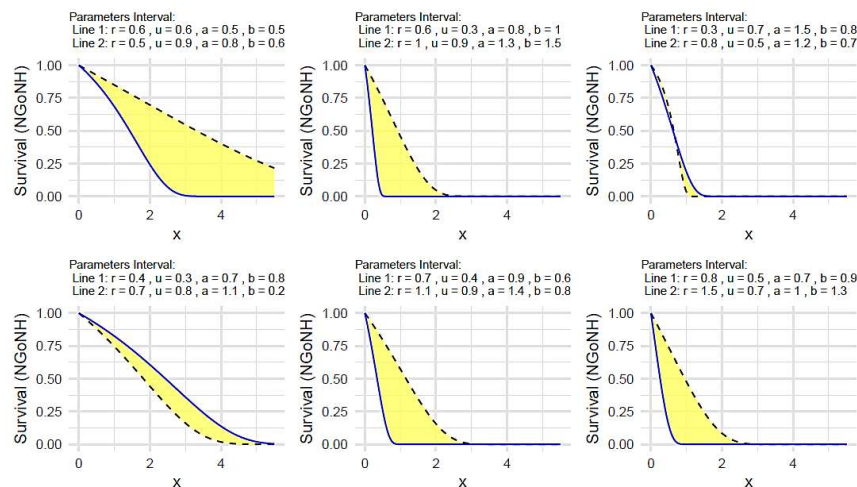 Parameters Interval:
Line 1: r = 0.6 , u = 0.6 , a = 0.5 , b = 0.5
Line 2: r = 0.5 , u = 0.9 , a = 0.8 , b = 0.6
Survival (NGoNH)
1.00
0.75
0.50
0.25
0.00
0
2
4
x
Parameters Interval:
Line 1: r = 0.6 , u = 0.3 , a = 0.8 , b = 1
Line 2: r = 1 , u = 0.9 , a = 1.3 , b = 1.5
Survival (NGoNH)
1.00
0.75
0.50
0.25
0.00
0
2
4
x
Parameters Interval:
Line 1: r = 0.3 , u = 0.7 , a = 1.5 , b = 0.8
Line 2: r = 0.8 , u = 0.5 , a = 1.2 , b = 0.7
Survival (NGoNH)
1.00
0.75
0.50
0.25
0.00
0
2
4
x
Parameters Interval:
Line 1: r = 0.4 , u = 0.3 , a = 0.7 , b = 0.8
Line 2: r = 0.7 , u = 0.8 , a = 1.1 , b = 0.2
Survival (NGoNH)
1.00
0.75
0.50
0.25
0.00
0
2
4
x
Parameters Interval:
Line 1: r = 0.7 , u = 0.4 , a = 0.9 , b = 0.6
Line 2: r = 1.1 , u = 0.9 , a = 1.4 , b = 0.8
Survival (NGoNH)
1.00
0.75
0.50
0.25
0.00
0
2
4
x
Parameters Interval:
Line 1: r = 0.8 , u = 0.5 , a = 0.7 , b = 0.9
Line 2: r = 1.5 , u = 0.7 , a = 1 , b = 1.3
Survival (NGoNH)
1.00
0.75
0.50
0.25
0.00
0
2
4
x